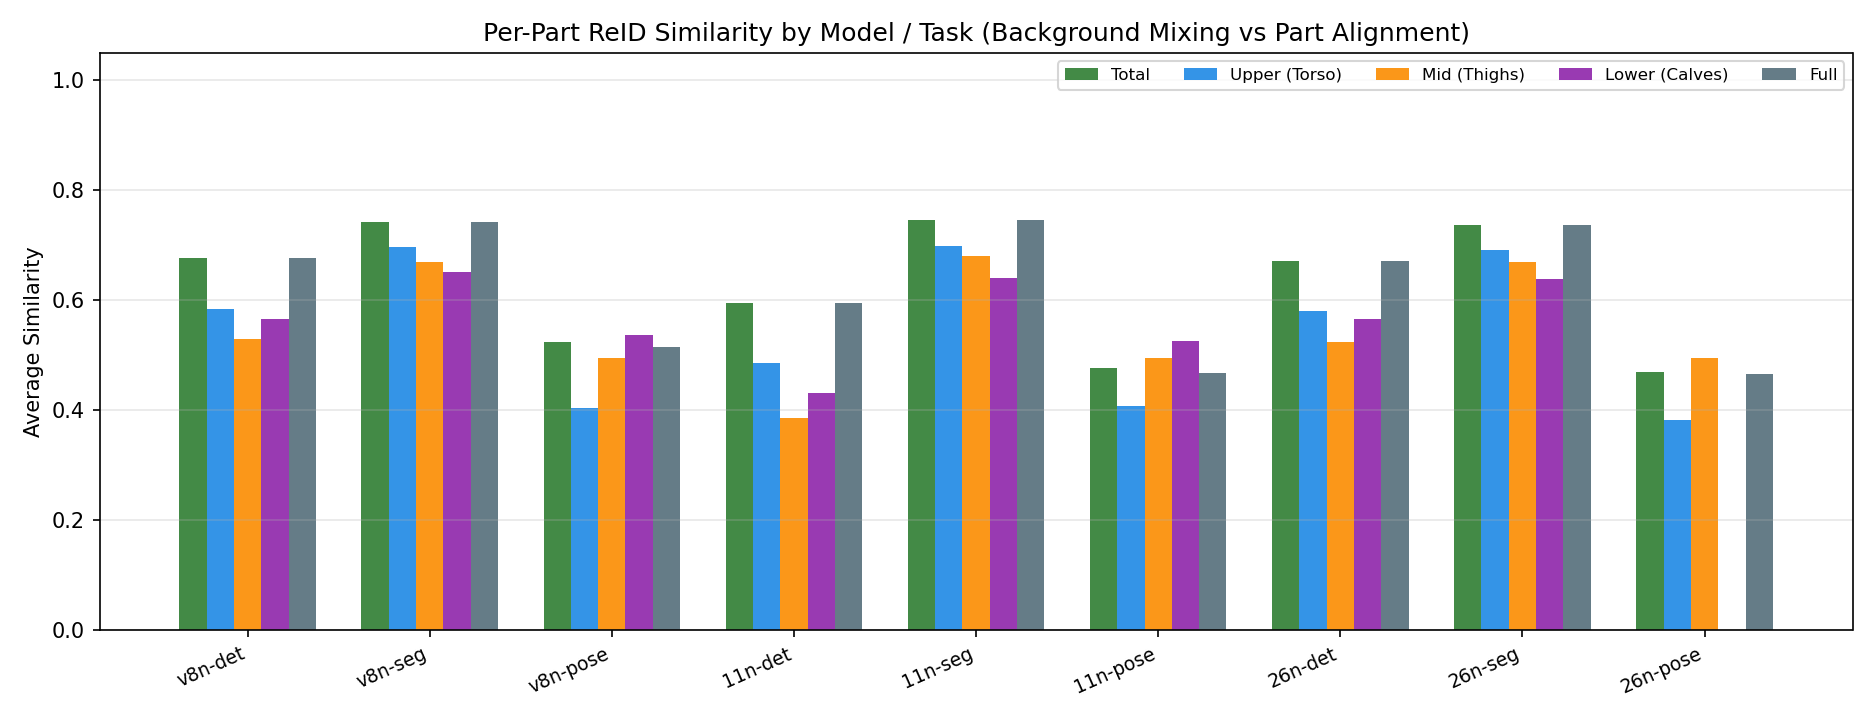 Per-Part ReID Similarity by Model / Task (Background Mixing vs Part Alignment)
Total Upper (Torso) Mid (Thighs) Lower (Calves) Full
Average Similarity
1.0
0.8
0.6
0.4
0.2
0.0
v8n-det v8n-seg v8n-pose 11n-det 11n-seg 11n-pose 26n-det 26n-seg 26n-pose